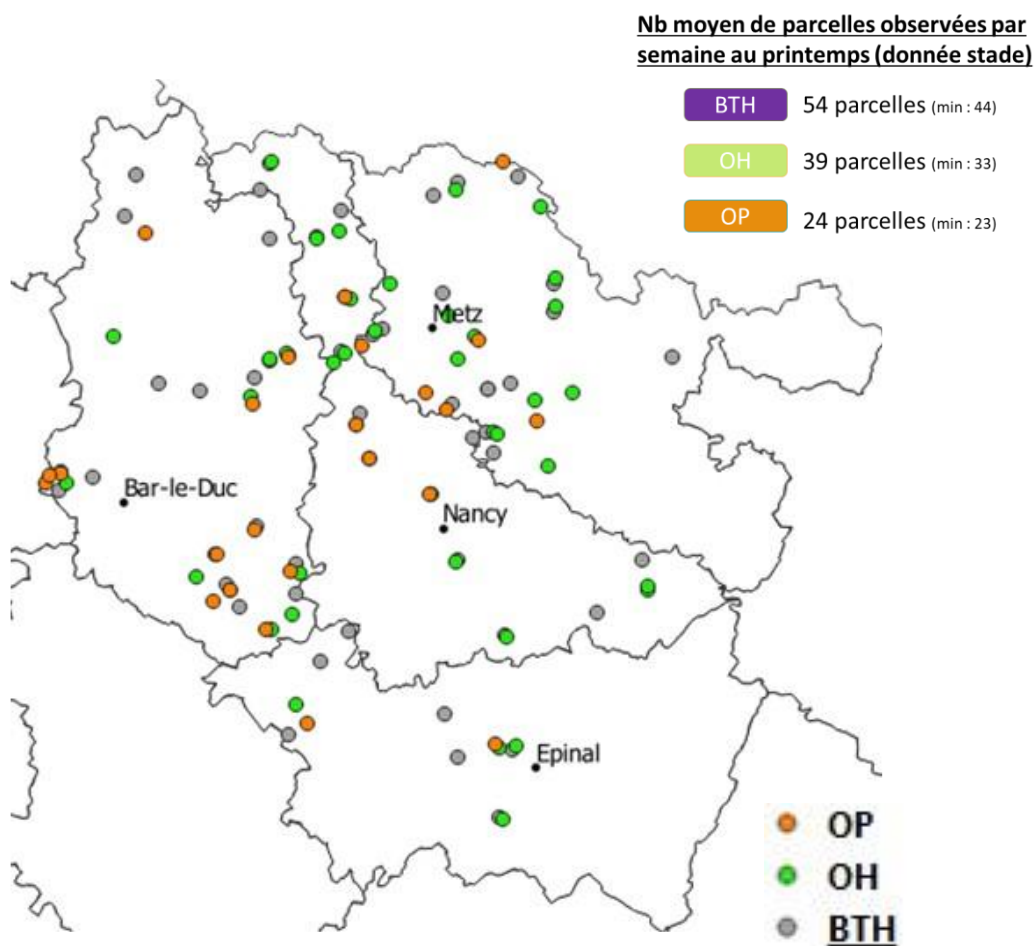 Nb moyen de parcelles observées par
semaine au printemps (donnée stade)
BTH 54 parcelles (min : 44)
OH 39 parcelles (min : 33)
OP 24 parcelles (min : 23)
Metz
Bar-le-Duc
Nancy
Epinal
OP
OH
BTH